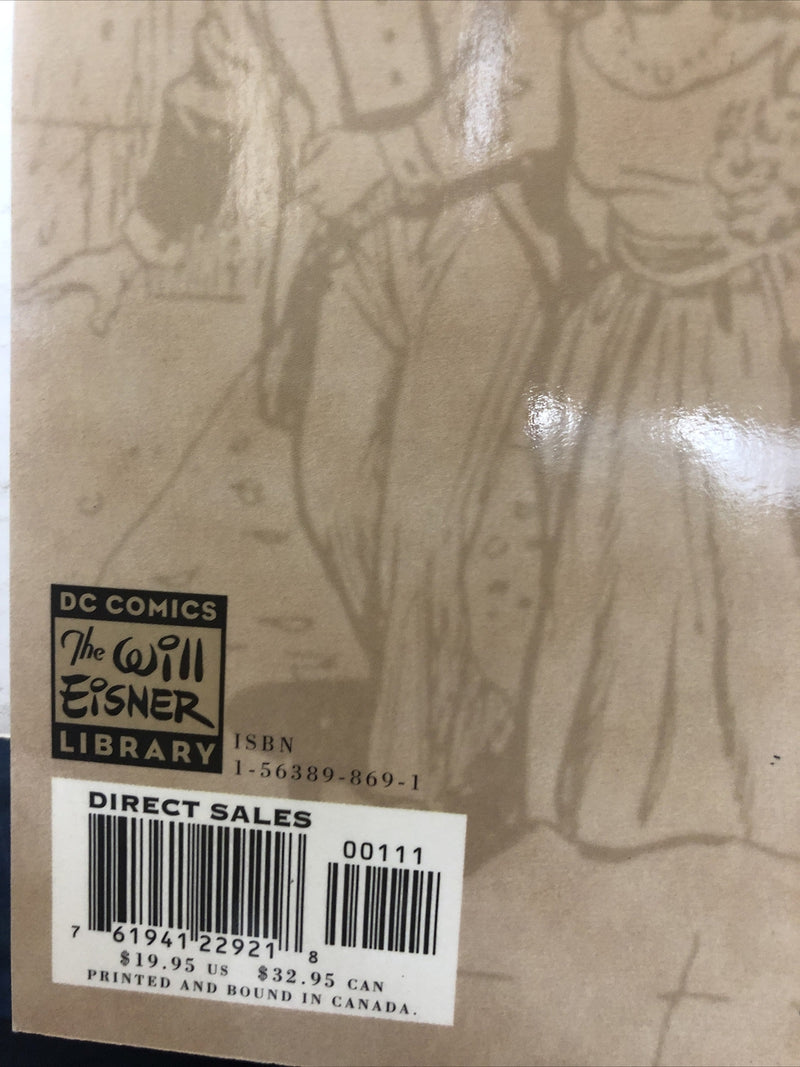 DC COMICS
The Will
EISNER
LIBRARY
ISBN
1-56389-869-1
DIRECT SALES
00111
7 61941 22921 8
$19.95 US $32.95 CAN
PRINTED AND BOUND IN CANADA.